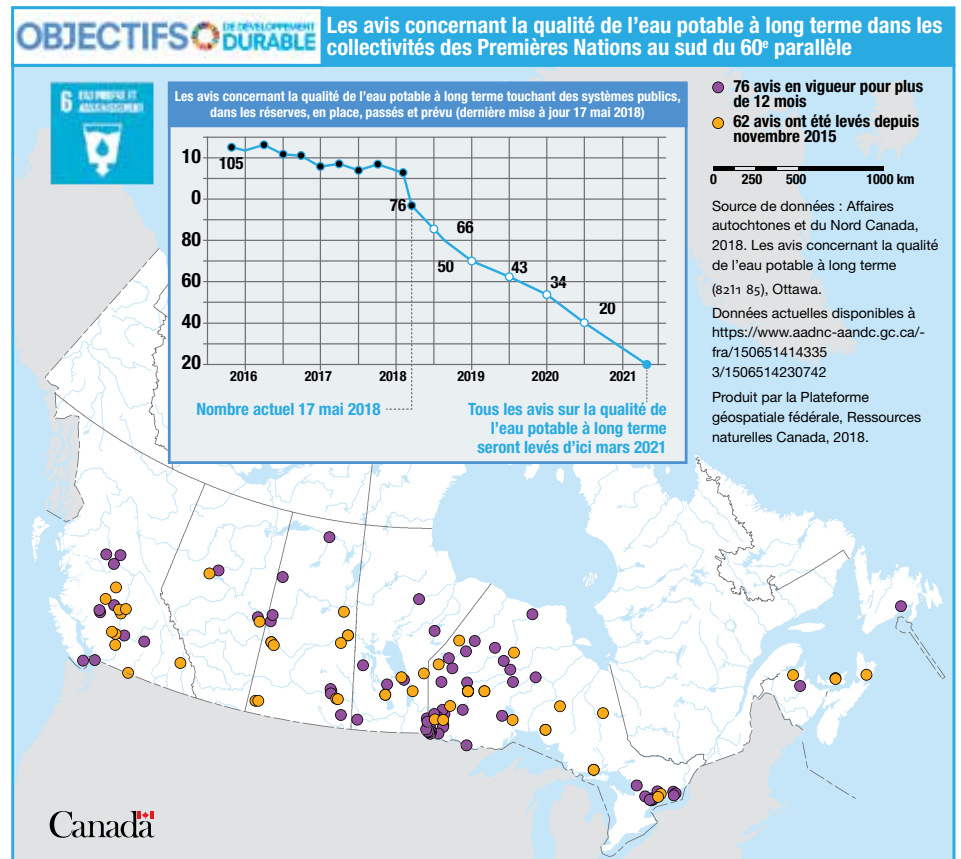 OBJECTIFS DE DÉVELOPPEMENT DURABLE
Les avis concernant la qualité de l'eau potable à long terme dans les
collectivités des Premières Nations au sud du 60e parallèle
6 EAU PROPRE ET
ASSAINISSEMENT
Les avis concernant la qualité de l'eau potable à long terme touchant des systèmes publics,
dans les réserves, en place, passés et prévu (dernière mise à jour 17 mai 2018)
10
0
80
60
40
20
105
76
66
50
43
34
20
2016 2017 2018 2019 2020 2021
Nombre actuel 17 mai 2018
Tous les avis sur la qualité de
l'eau potable à long terme
seront levés d'ici mars 2021
76 avis en vigueur pour plus
de 12 mois
62 avis ont été levés depuis
novembre 2015
0 250 500 1000 km
Source de données : Affaires
autochtones et du Nord Canada,
2018. Les avis concernant la qualité
de l'eau potable à long terme
(8211 85), Ottawa.
Données actuelles disponibles à
https://www.aadnc-aandc.gc.ca/-
fra/150651414335
3/1506514230742
Produit par la Plateforme
géospatiale fédérale, Ressources
naturelles Canada, 2018.
Canada